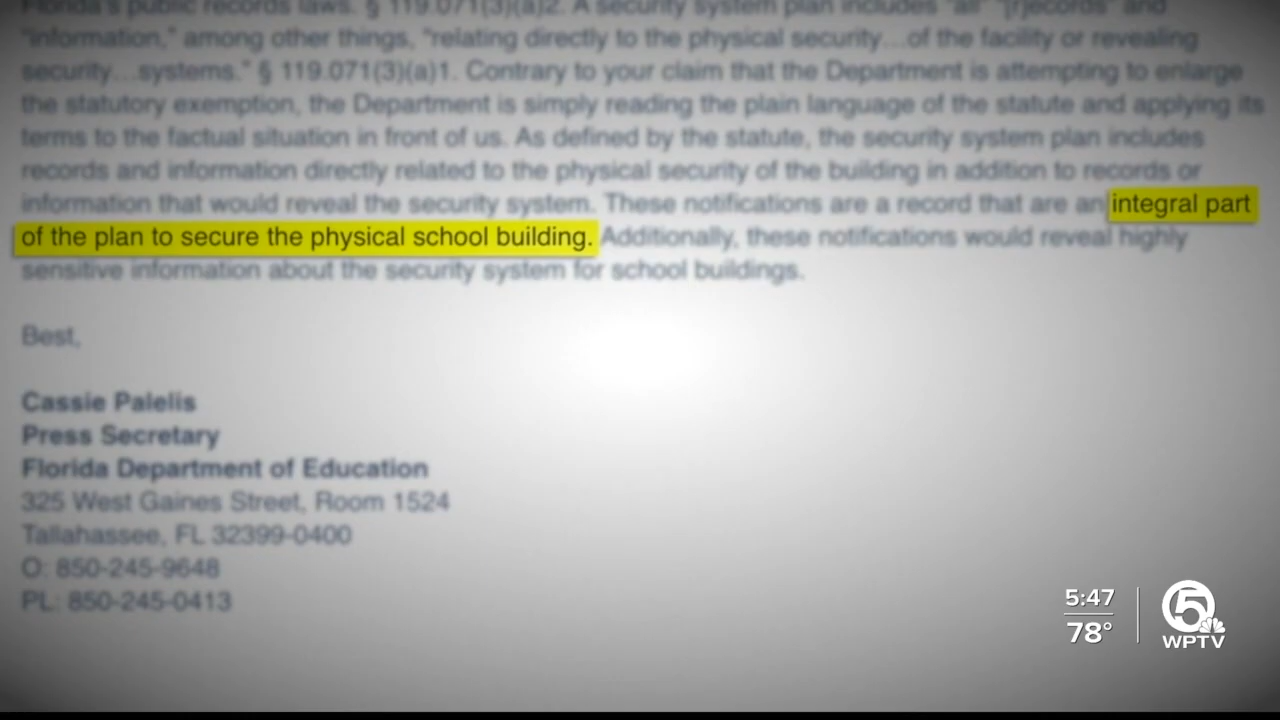 Florida's public records laws. § 119.071(3)(a)2. A security system plan includes "all" "[r]ecords" and
"information," among other things, "relating directly to the physical security…of the facility or revealing
security…systems." § 119.071(3)(a)1. Contrary to your claim that the Department is attempting to enlarge
the statutory exemption, the Department is simply reading the plain language of the statute and applying its
terms to the factual situation in front of us. As defined by the statute, the security system plan includes
records and information directly related to the physical security of the building in addition to records or
information that would reveal the security system. These notifications are a record that are an integral part
of the plan to secure the physical school building. Additionally, these notifications would reveal highly
sensitive information about the security system for school buildings.
Best,
Cassie Palelis
Press Secretary
Florida Department of Education
325 West Gaines Street, Room 1524
Tallahassee, FL 32399-0400
O: 850-245-9648
PL: 850-245-0413
5:47
78°
5
WPTV